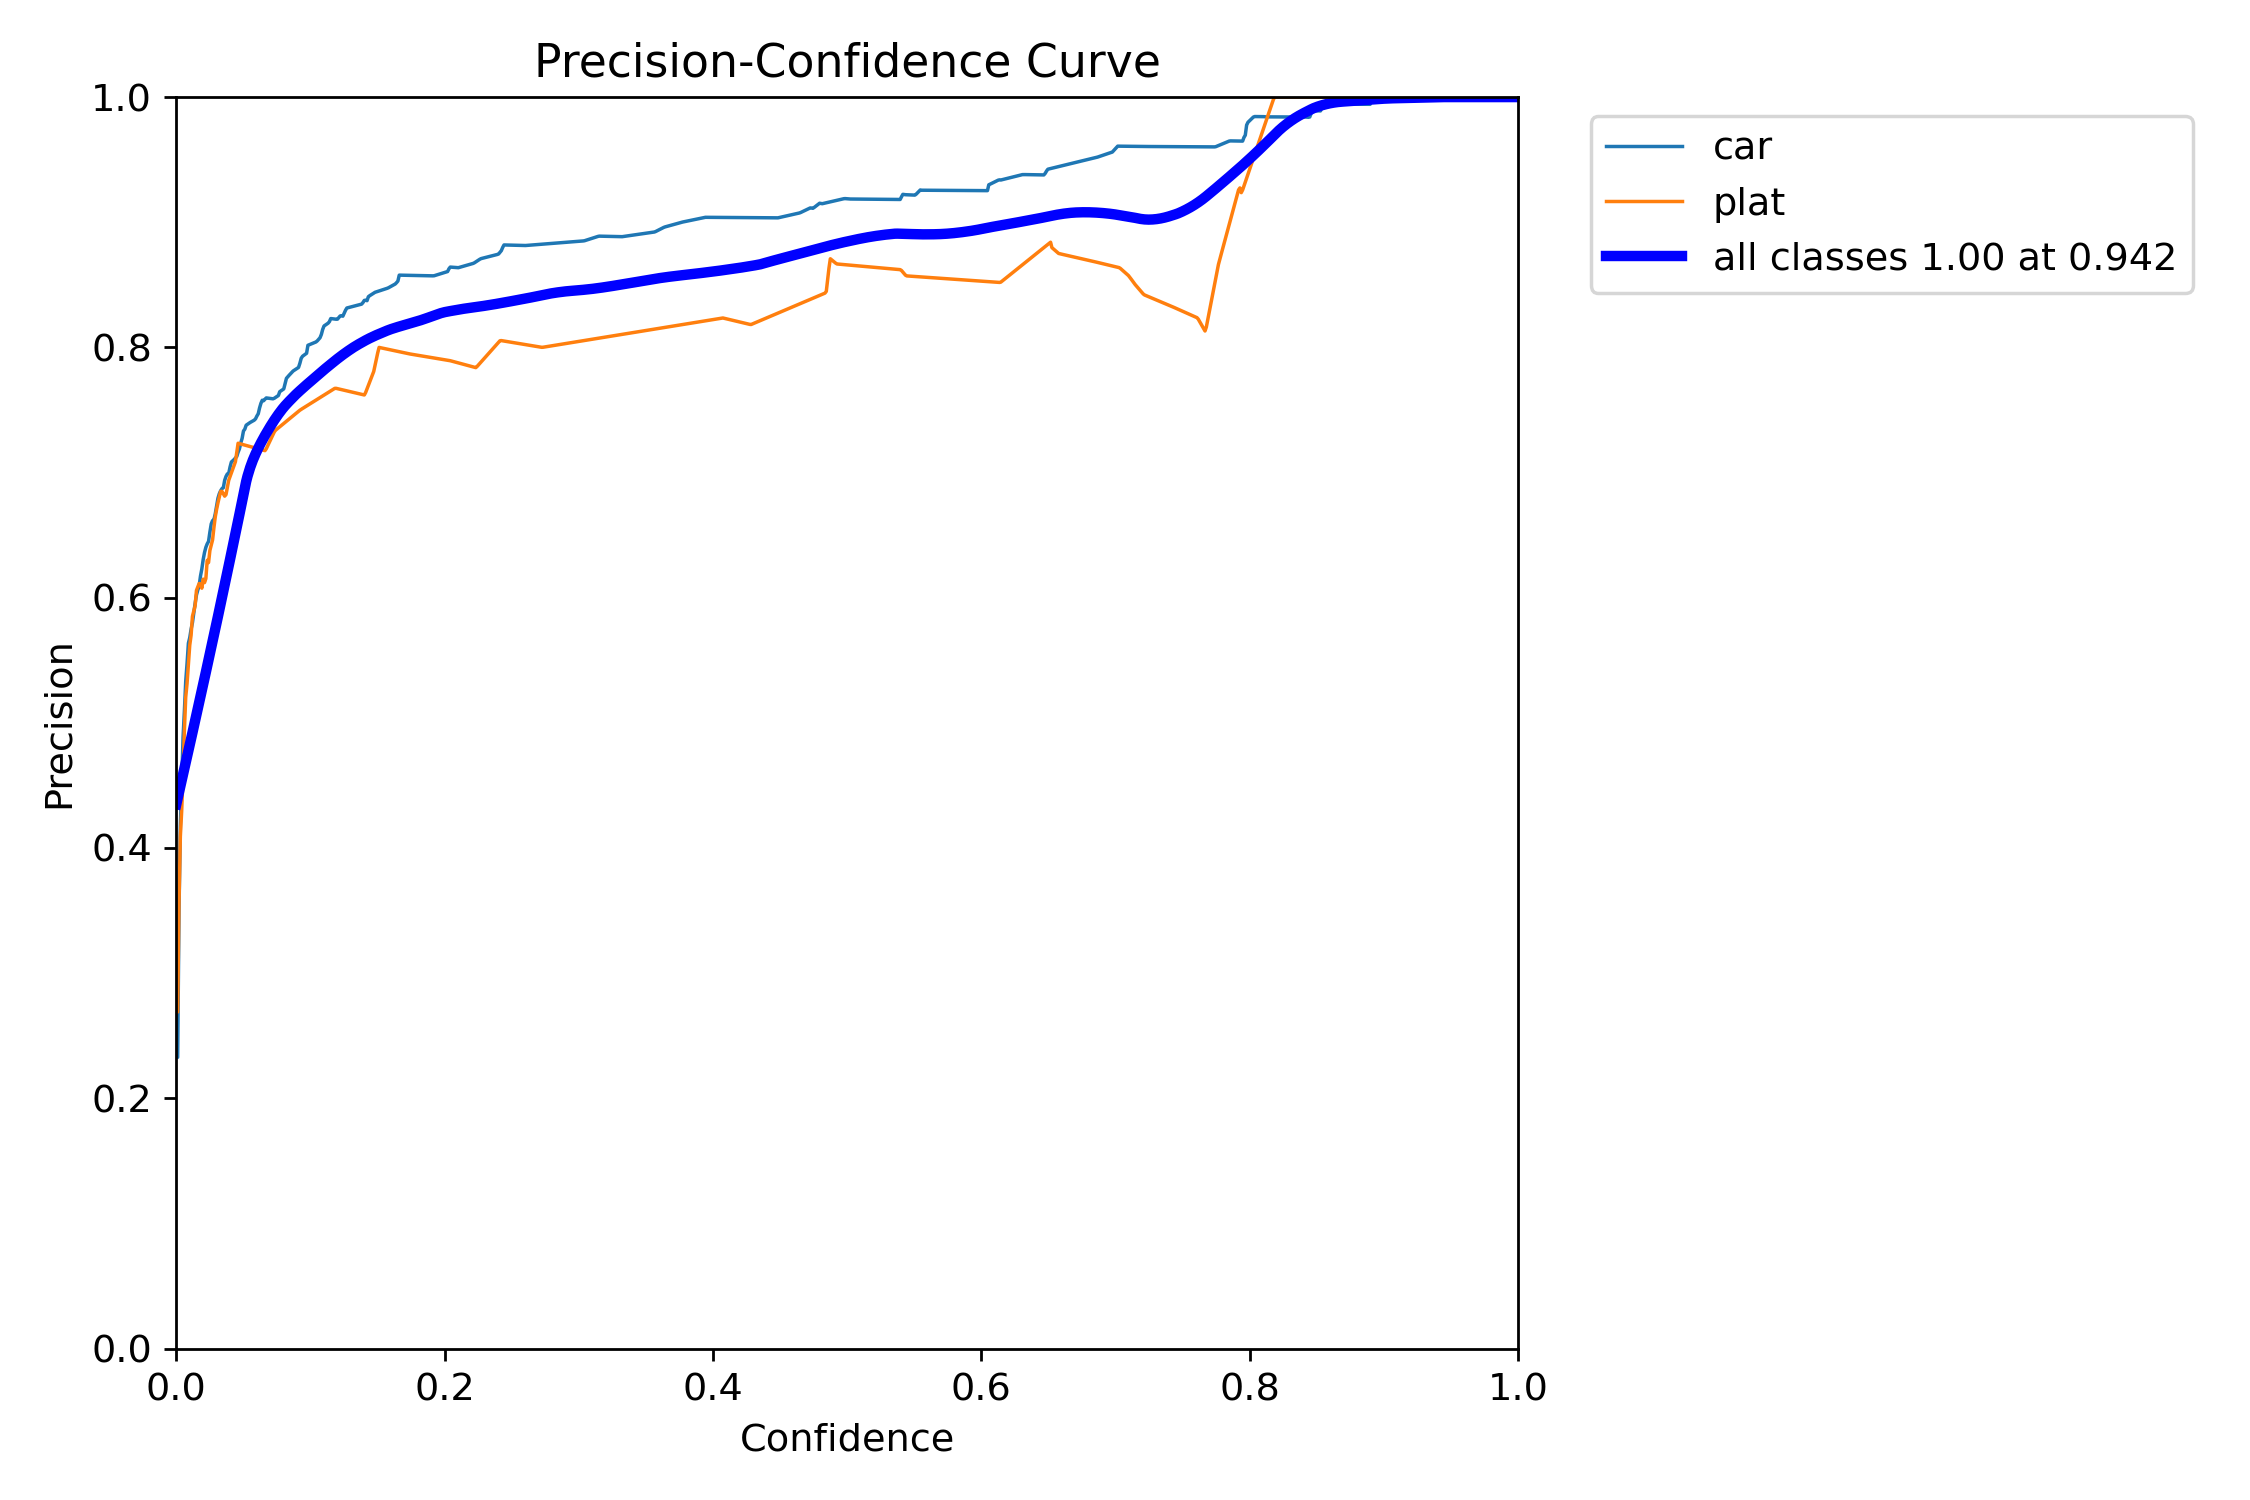 Precision-Confidence Curve
1.0
0.8
0.6
0.4
0.2
0.0
Precision
0.0 0.2 0.4 0.6 0.8 1.0
Confidence
car
plat
all classes 1.00 at 0.942